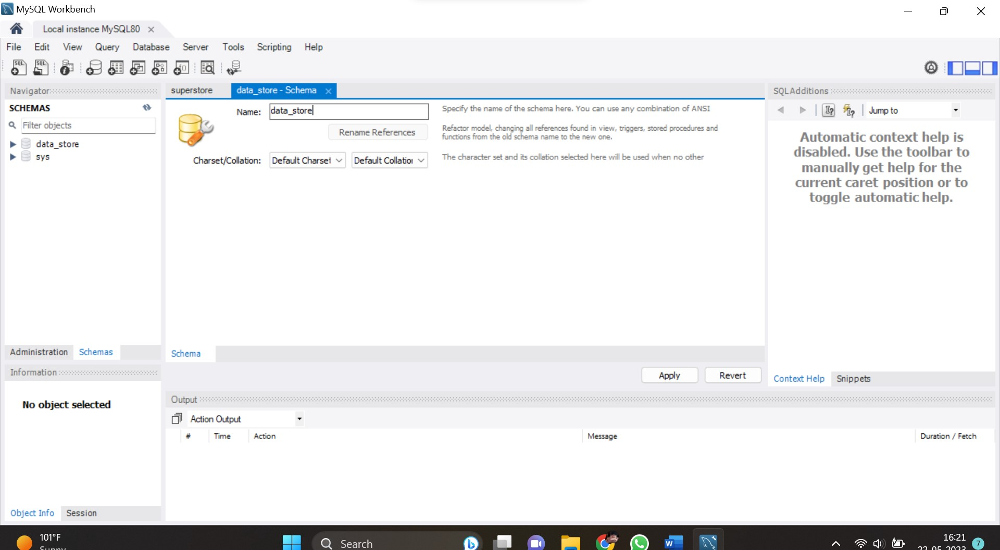 MySQL Workbench
Local instance MySQL80
File Edit View Query Database Server Tools Scripting Help
SQL SQL
Navigator
SCHEMAS
Filter objects
data_store
sys
Administration Schemas
Information
No object selected
Object Info Session
superstore data_store - Schema
Name: data_store
Specify the name of the schema here. You can use any combination of ANSI
Rename References
Refactor model, changing all references found in view, triggers, stored procedures and
functions from the old schema name to the new one.
Charset/Collation: Default Charset Default Collation
The character set and its collation selected here will be used when no other
Schema
Apply Revert
SQLAdditions
Jump to
Automatic context help is
disabled. Use the toolbar to
manually get help for the
current caret position or to
toggle automatic help.
Context Help Snippets
Output
Action Output
# Time Action Message Duration / Fetch
101°F
Sunny
Search
16:21
22-05-2023
7